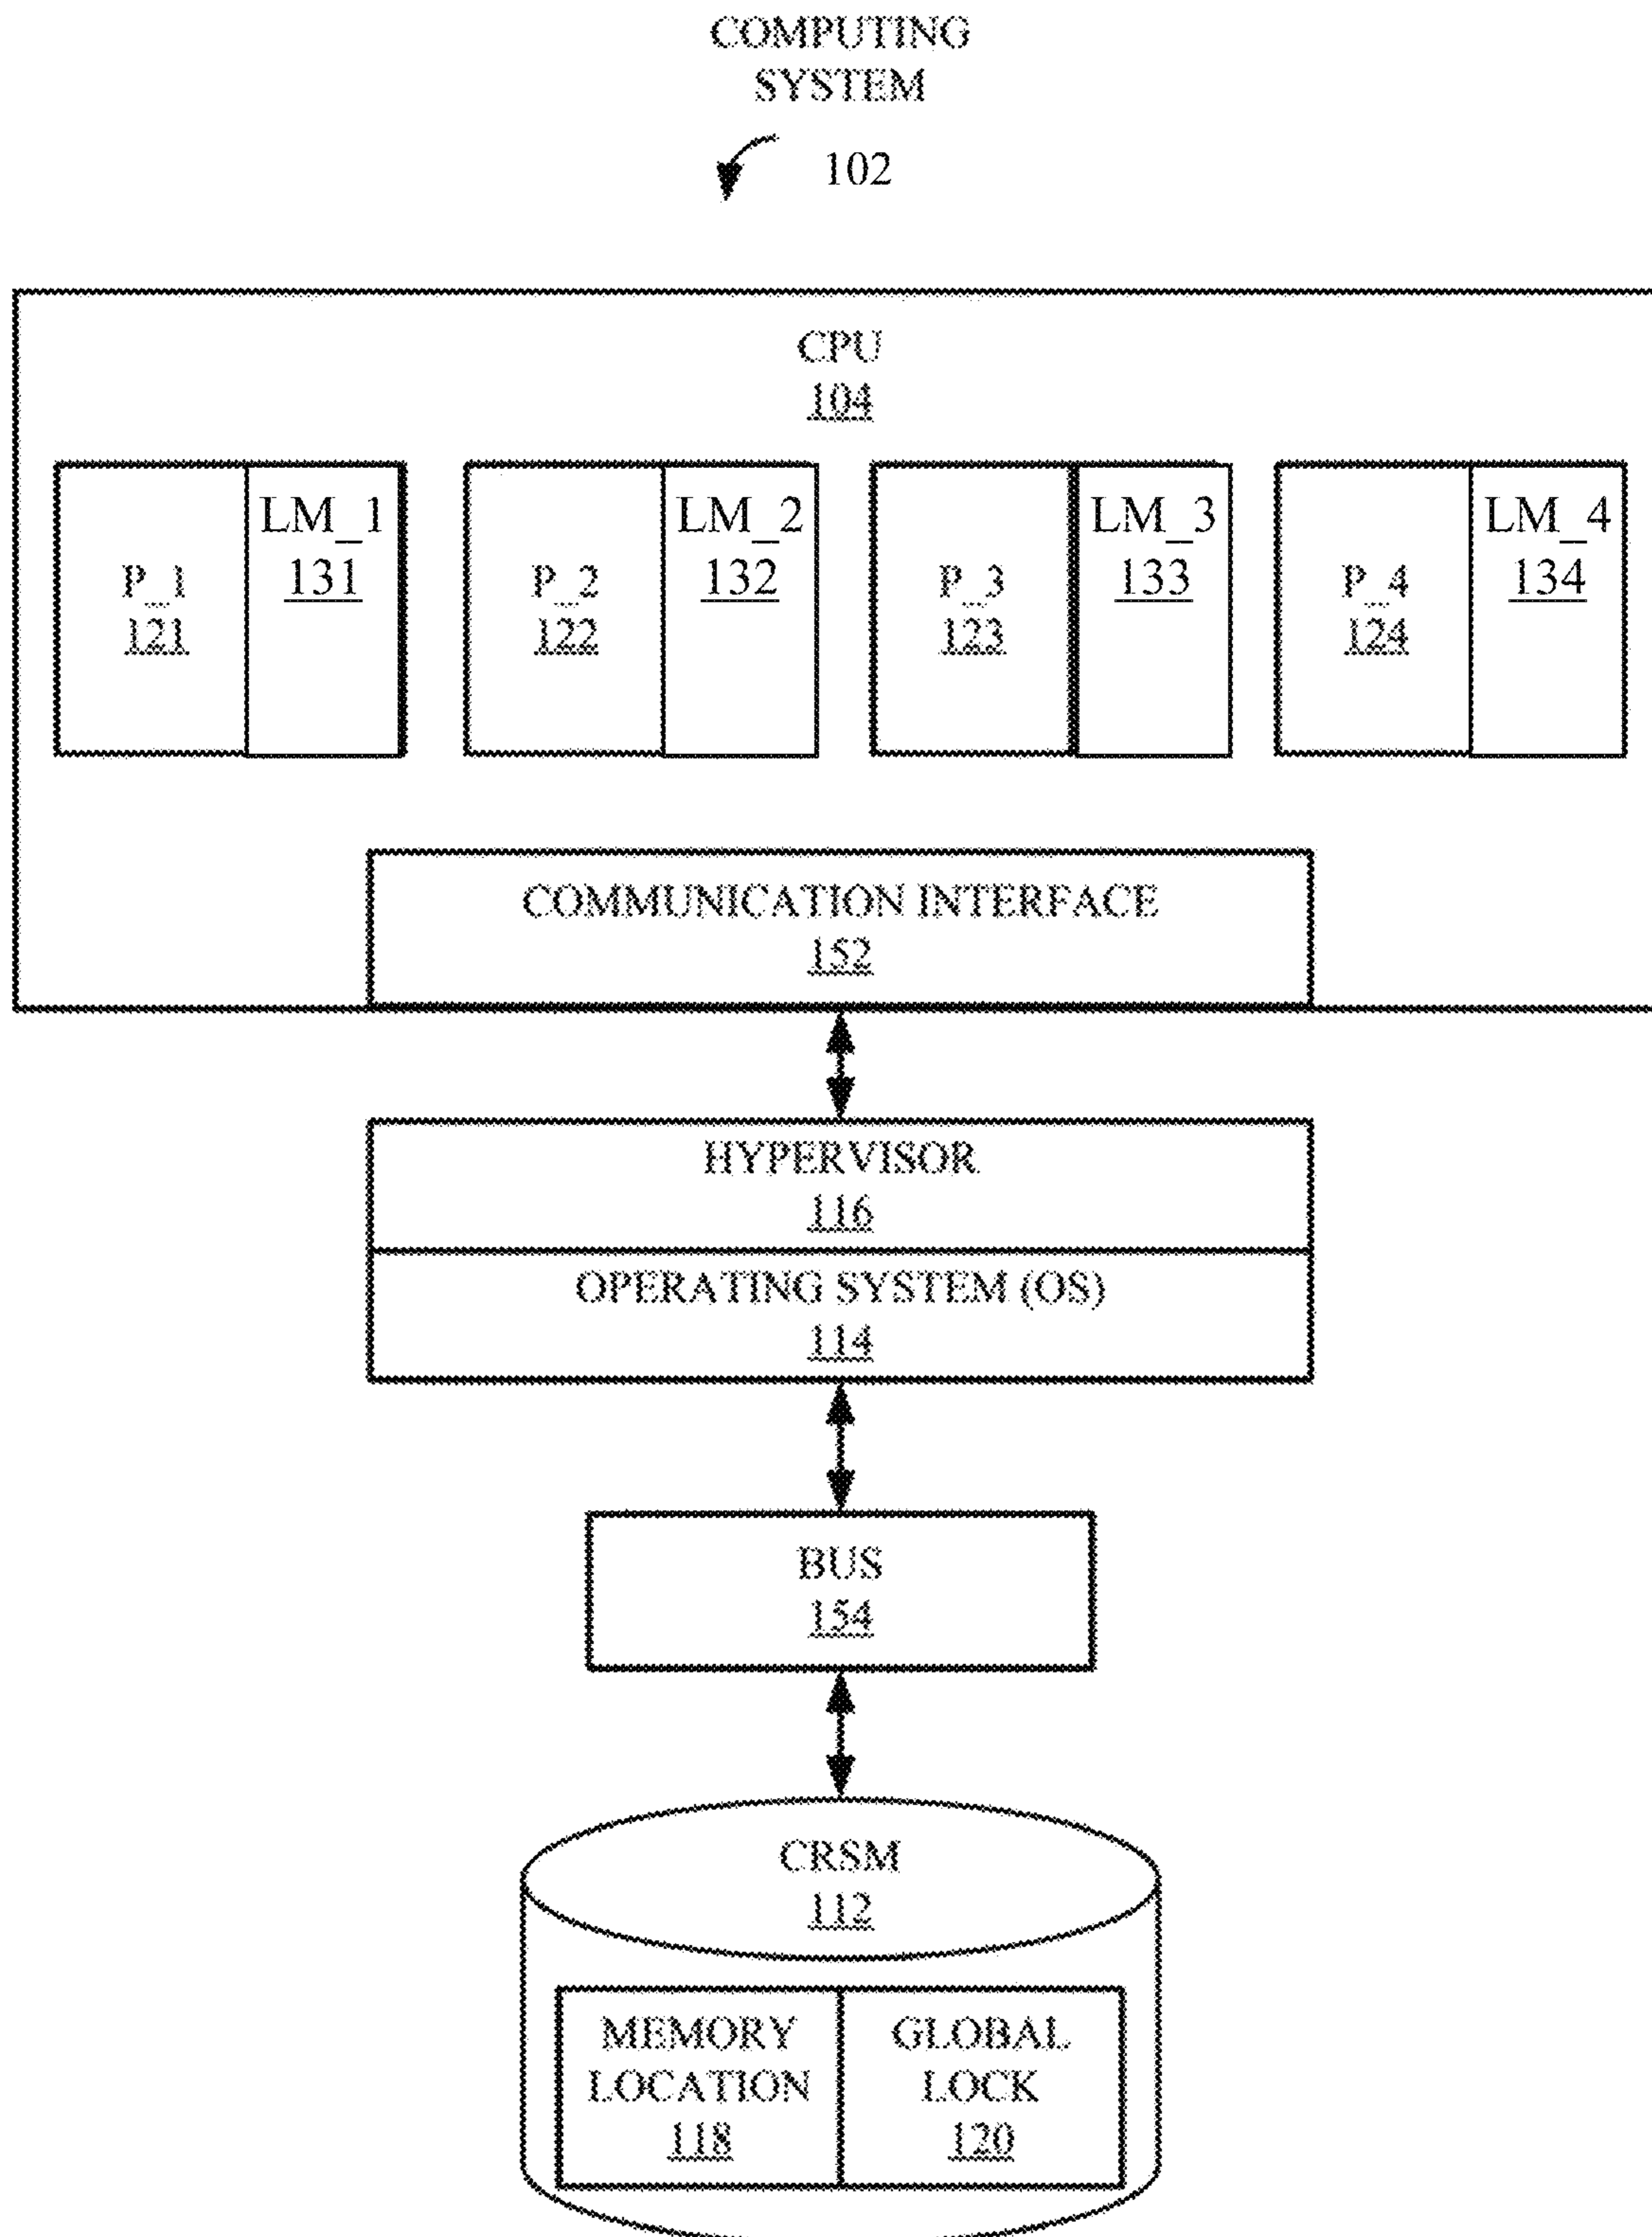 COMPUTING
SYSTEM
102
CPU
104
P_1
121
LM_1
131
P_2
122
LM_2
132
P_3
123
LM_3
133
P_4
124
LM_4
134
COMMUNICATION INTERFACE
152
HYPERVISOR
116
OPERATING SYSTEM (OS)
114
BUS
154
CRSM
112
MEMORY
LOCATION
118
GLOBAL
LOCK
120